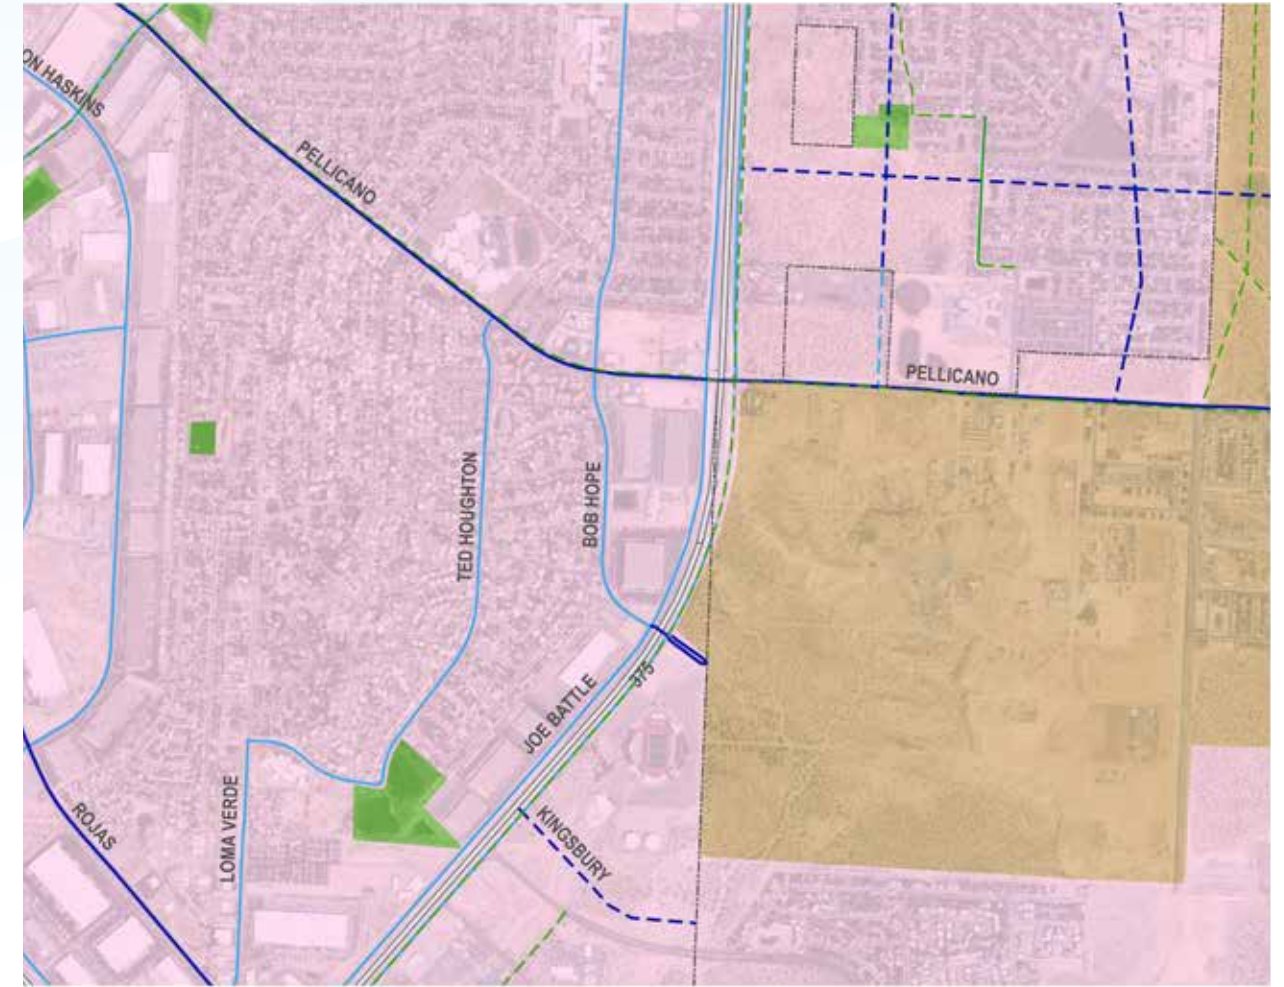 ON HASKINS
PELLICANO
PELLICANO
TED HOUGHTON
BOB HOPE
375
JOE BATTLE
LOMA VERDE
ROJAS
KINGSBURY